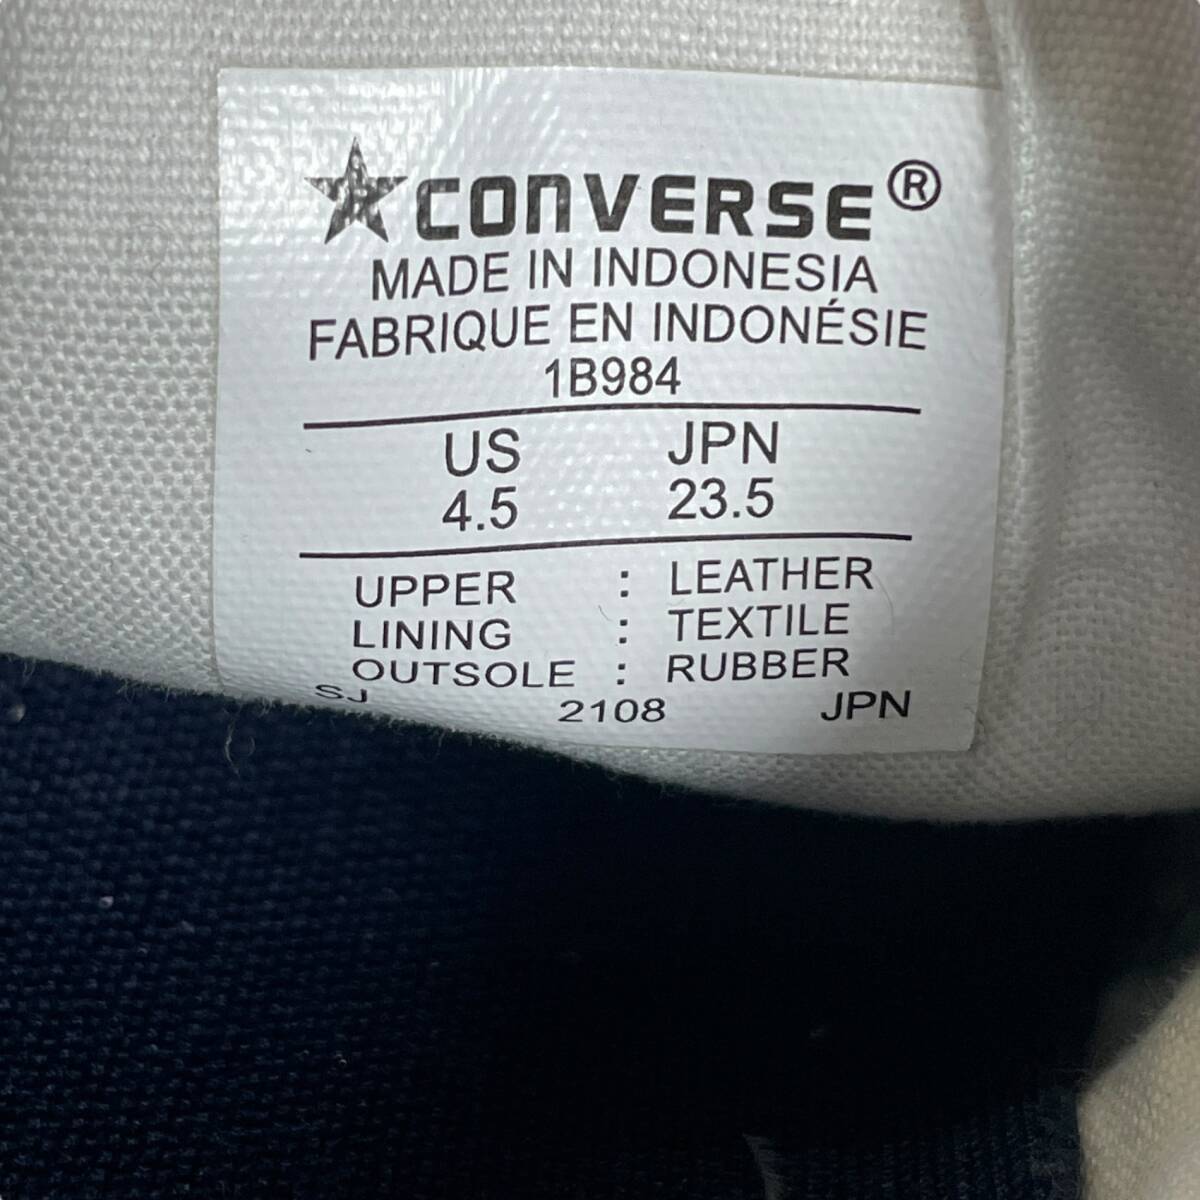 CONVERSE®
MADE IN INDONESIA
FABRIQUE EN INDONÉSIE
1B984
US JPN
4.5 23.5
UPPER : LEATHER
LINING : TEXTILE
OUTSOLE : RUBBER
SJ 2108 JPN